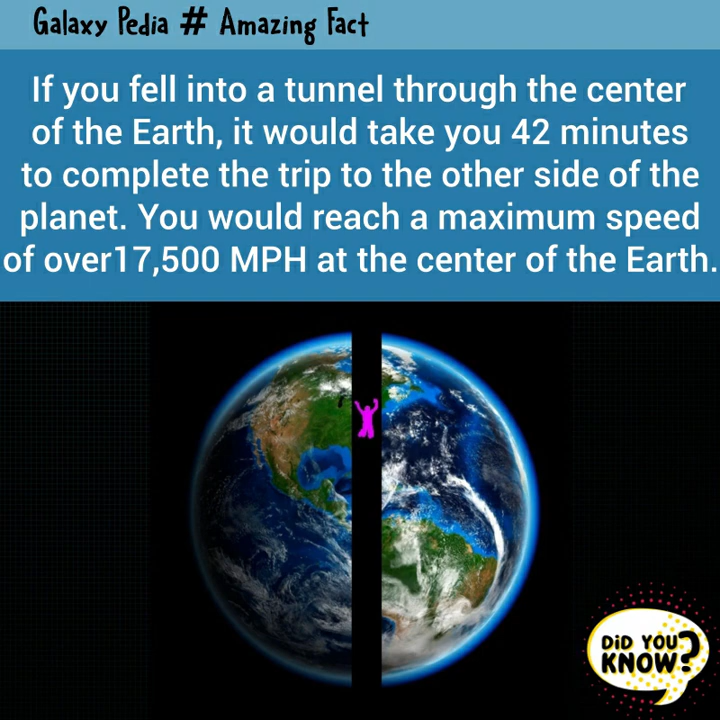 Galaxy Pedia # Amazing Fact
If you fell into a tunnel through the center
of the Earth, it would take you 42 minutes
to complete the trip to the other side of the
planet. You would reach a maximum speed
of over17,500 MPH at the center of the Earth.
DiD YOU
KNOW?